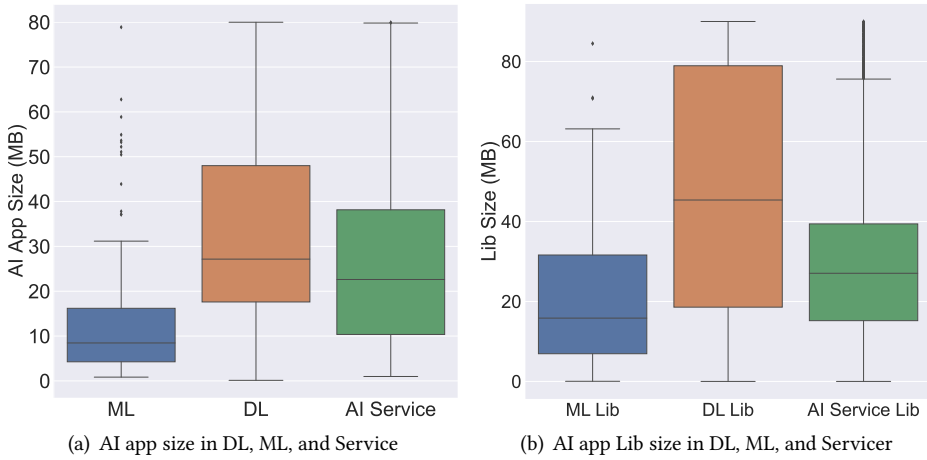 80
70
60
50
40
30
20
10
0
AI App Size (MB)
ML
DL
AI Service
(a) AI app size in DL, ML, and Service
80
60
40
20
0
Lib Size (MB)
ML Lib
DL Lib
AI Service Lib
(b) AI app Lib size in DL, ML, and Servicer